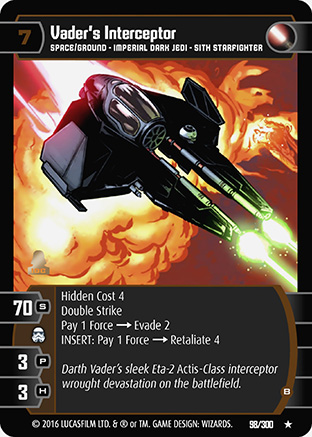 7
Vader's Interceptor
SPACE/GROUND - IMPERIAL DARK JEDI - SITH STARFIGHTER
70 S
Hidden Cost 4
Double Strike
Pay 1 Force → Evade 2
INSERT: Pay 1 Force → Retaliate 4
3 P
3 H
Darth Vader's sleek Eta-2 Actis-Class interceptor
wrought devastation on the battlefield.
B
© 2016 LUCASFILM LTD. & ® or TM. GAME DESIGN: WIZARDS. 98/300 ★